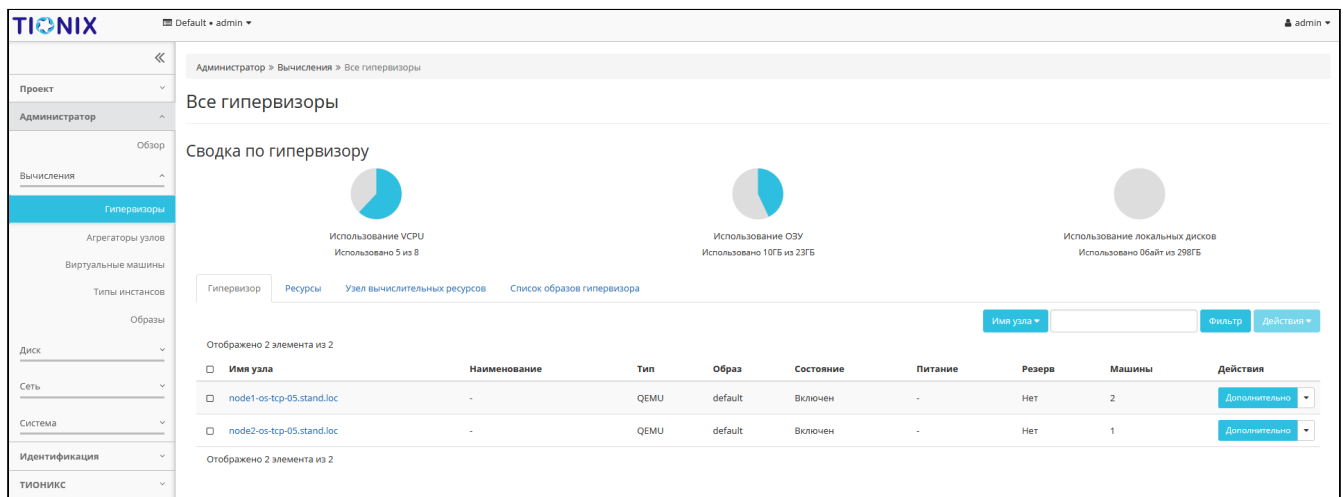 TIONIX
Default • admin
admin
Администратор » Вычисления » Все гипервизоры
Проект
Администратор
Обзор
Вычисления
Гипервизоры
Агрегаторы узлов
Виртуальные машины
Типы инстансов
Образы
Диск
Сеть
Система
Идентификация
ТИОНИКС
Все гипервизоры
Сводка по гипервизору
Использование VCPU
Использовано 5 из 8
Использование ОЗУ
Использовано 10ГБ из 23ГБ
Использование локальных дисков
Использовано 0байт из 298ГБ
Гипервизор Ресурсы Узел вычислительных ресурсов Список образов гипервизора
Имя узла Фильтр Действия
Отображено 2 элемента из 2
Имя узла Наименование Тип Образ Состояние Питание Резерв Машины Действия
node1-os-tcp-05.stand.loc - QEMU default Включен - Нет 2 Дополнительно
node2-os-tcp-05.stand.loc - QEMU default Включен - Нет 1 Дополнительно
Отображено 2 элемента из 2